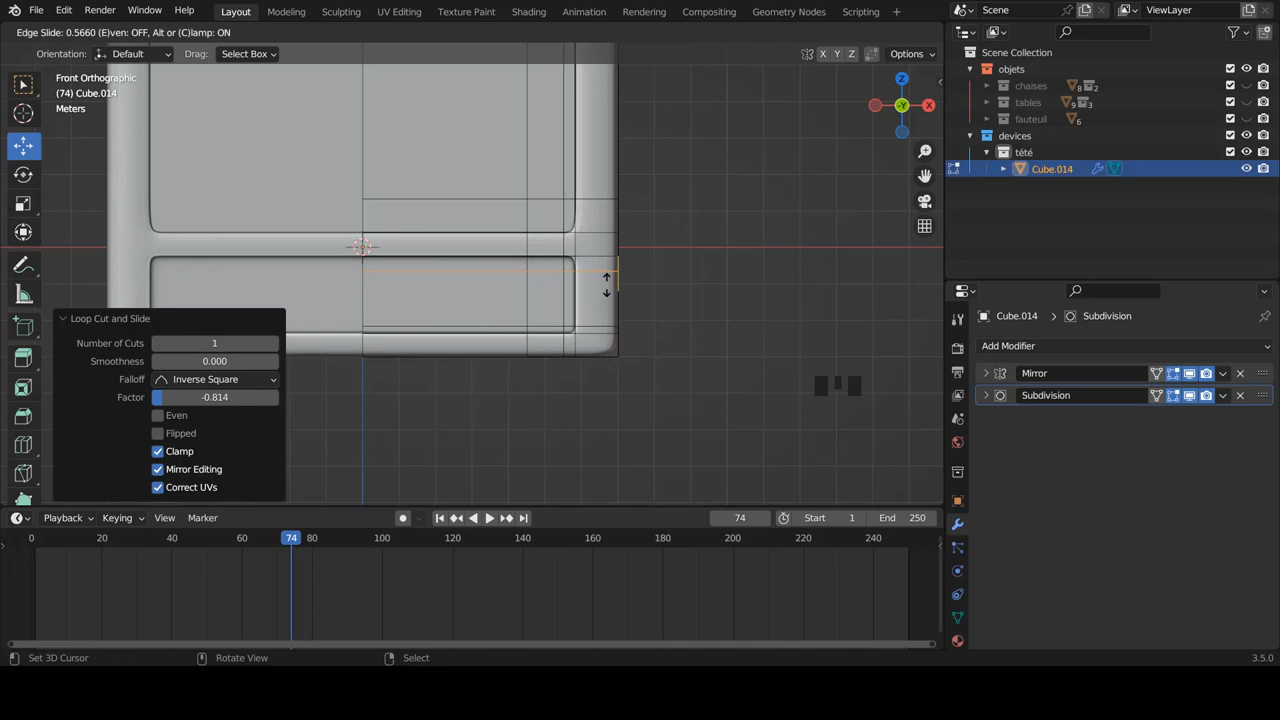 File Edit Render Window Help Layout Modeling Sculpting UV Editing Texture Paint Shading Animation Rendering Compositing Geometry Nodes Scripting + Scene ViewLayer
Edge Slide: 0.5660 (E)ven: OFF, Alt or (C)lamp: ON
Orientation: Default Drag: Select Box X Y Z Options
Scene Collection
objets
chaises 8 2
tables 9 3
fauteuil 6
devices
tété
Cube.014
Front Orthographic
(74) Cube.014
Meters
Z
X
-Y
Cube.014 > Subdivision
Add Modifier
Mirror
Subdivision
Loop Cut and Slide
Number of Cuts 1
Smoothness 0.000
Falloff Inverse Square
Factor -0.814
Even
Flipped
Clamp
Mirror Editing
Correct UVs
Playback Keying View Marker 74 Start 1 End 250
0 20 40 60 74 80 100 120 140 160 180 200 220 240
Set 3D Cursor Rotate View Select 3.5.0